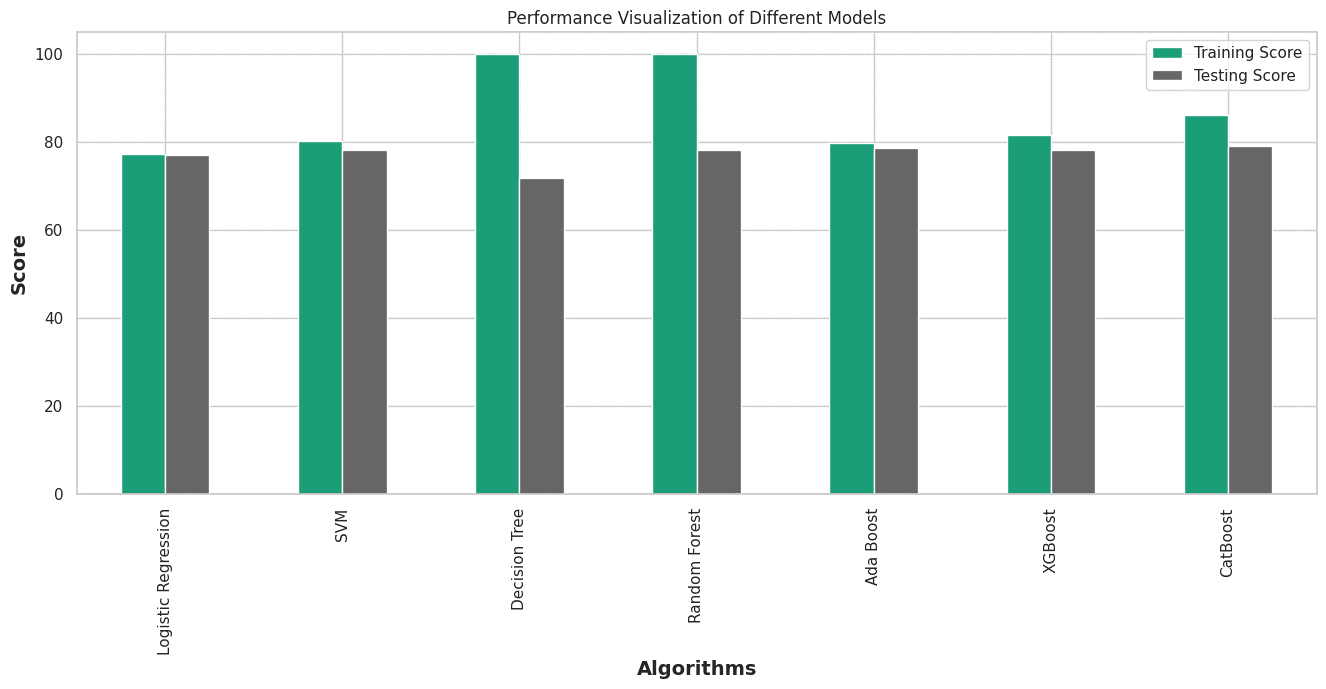 Performance Visualization of Different Models
Training Score
Testing Score
100
80
60
40
20
0
Score
Logistic Regression
SVM
Decision Tree
Random Forest
Ada Boost
XGBoost
CatBoost
Algorithms